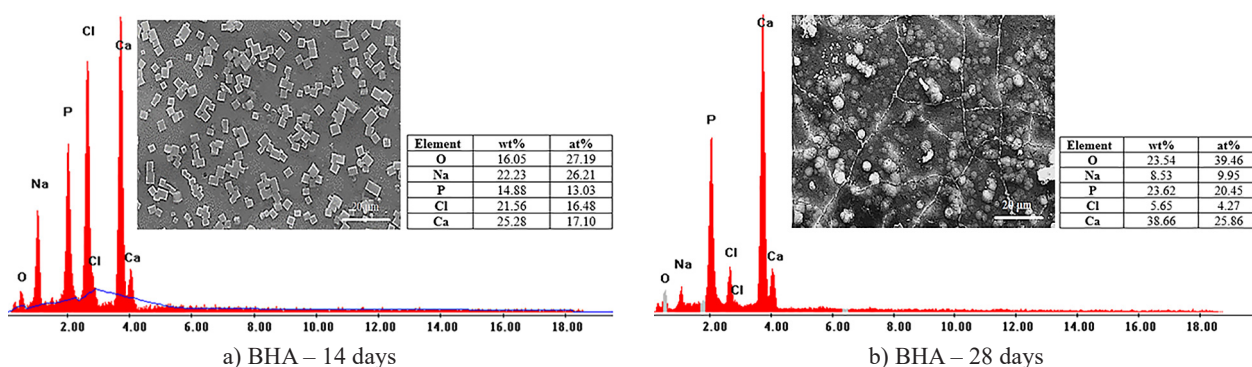 Cl
Ca
P
Na
O
Cl
Ca
20 µm
Element wt% at%
O 16.05 27.19
Na 22.23 26.21
P 14.88 13.03
Cl 21.56 16.48
Ca 25.28 17.10
2.00 4.00 6.00 8.00 10.00 12.00 14.00 16.00 18.00
a) BHA – 14 days
Ca
P
Cl
Ca
Na
O
Cl
20 µm
Element wt% at%
O 23.54 39.46
Na 8.53 9.95
P 23.62 20.45
Cl 5.65 4.27
Ca 38.66 25.86
2.00 4.00 6.00 8.00 10.00 12.00 14.00 16.00 18.00
b) BHA – 28 days